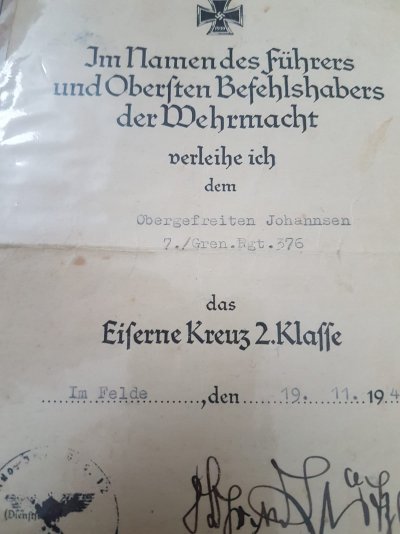 Im Namen des Führers
und Obersten Befehlshabers
der Wehrmacht
verleihe ich
dem
Obergefreiten Johannsen
7./Gren.Rgt.376
das
Eiserne Kreuz 2.Klasse
Im Felde ,den 19. 11. 194